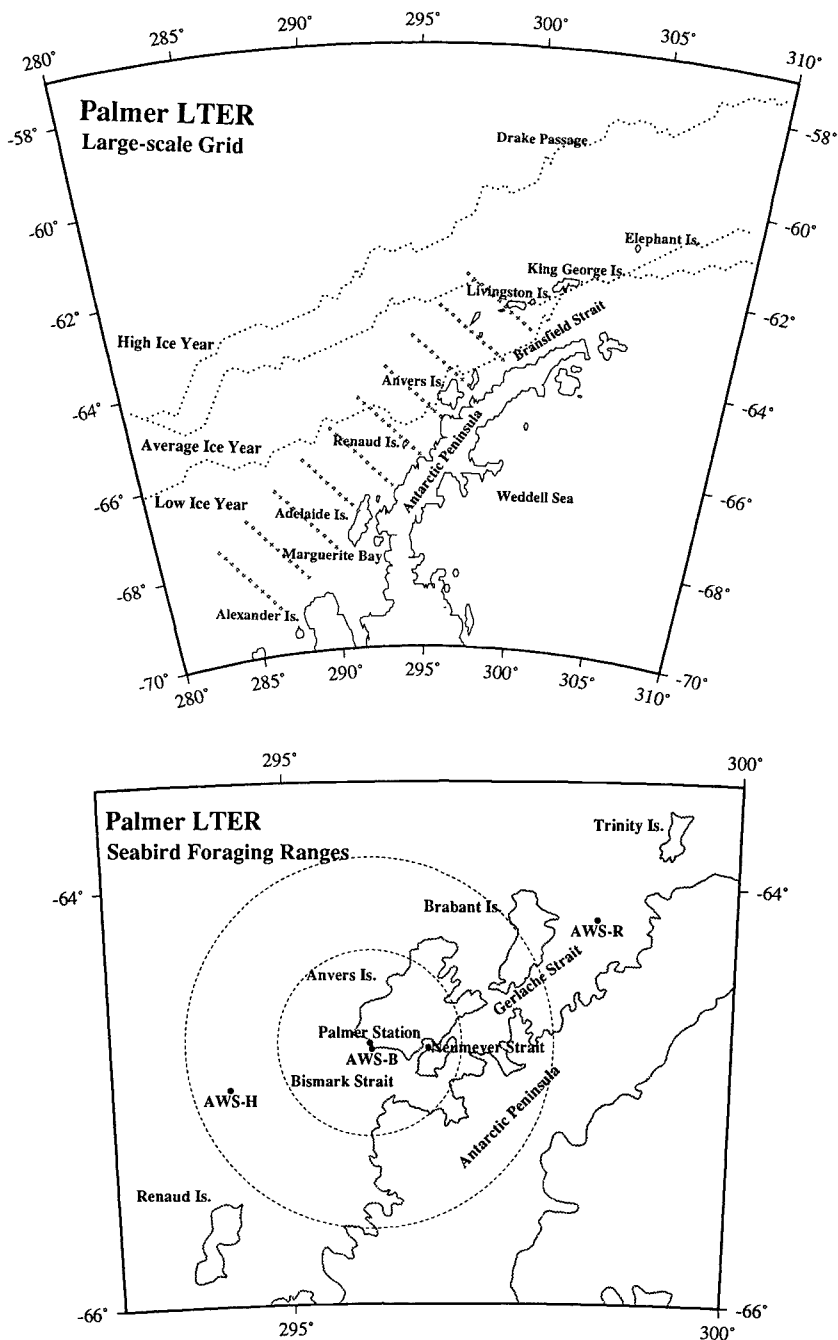 280°
285°
290°
295°
300°
305°
310°
Palmer LTER
Large-scale Grid
-58°
-58°
Drake Passage
-60°
-60°
Elephant Is.
King George Is.
Livingston Is.
-62°
-62°
Bransfield Strait
High Ice Year
Anvers Is.
-64°
-64°
Average Ice Year
Renaud Is.
Antarctic Peninsula
-66°
-66°
Low Ice Year
Weddell Sea
Adelaide Is.
Marguerite Bay
-68°
-68°
Alexander Is.
-70°
-70°
280°
285°
290°
295°
300°
305°
310°
295°
300°
Palmer LTER
Seabird Foraging Ranges
Trinity Is.
-64°
-64°
Brabant Is.
AWS-R
Anvers Is.
Gerlache Strait
Palmer Station
Neumeyer Strait
AWS-B
Bismark Strait
AWS-H
Antarctic Peninsula
Renaud Is.
-66°
-66°
295°
300°